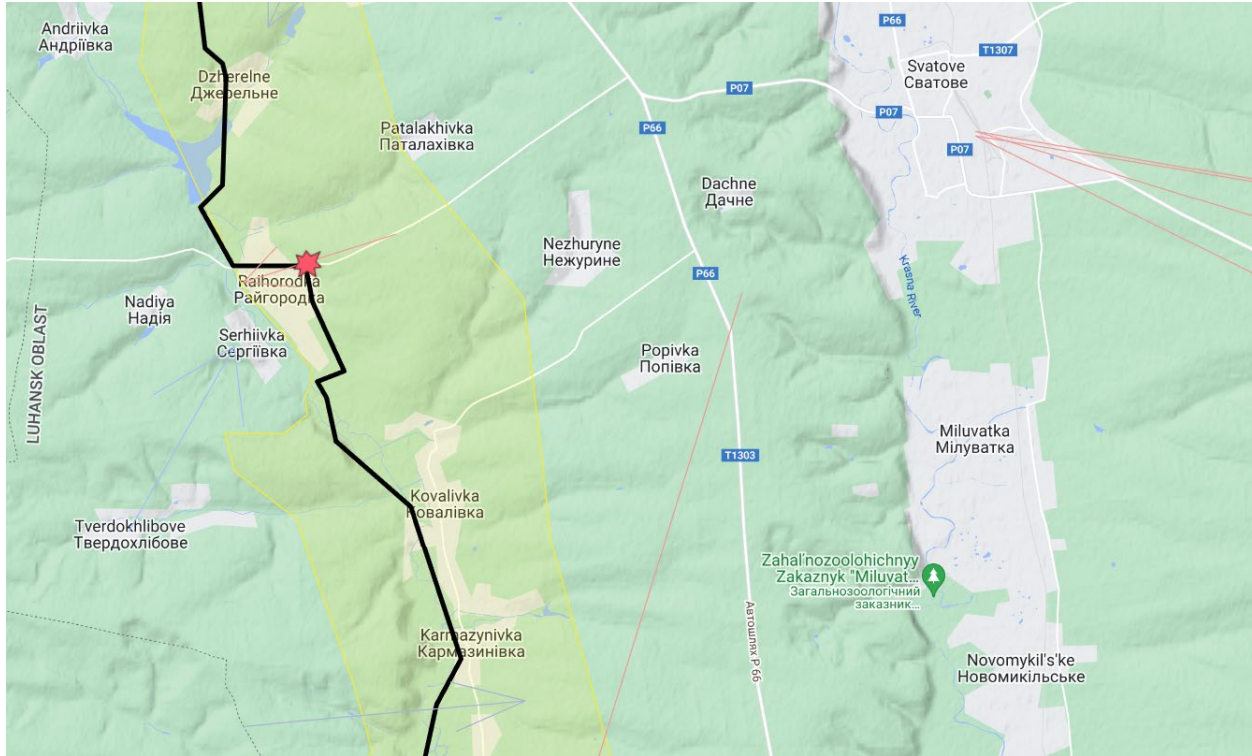 Andriivka
Андріївка
P66
T1307
Svatove
Сватове
Dzherelne
Джерельне
P07
P07
Patalakhivka
Паталахівка
P66
P07
Dachne
Дачне
Nezhuryne
Нежурине
Krasna River
P66
Raihorodka
Райгородка
Nadiya
Надія
Serhiivka
Сергіївка
LUHANSK OBLAST
Popivka
Попівка
Miluvatka
Мілуватка
T1303
Kovalivka
Ковалівка
Tverdokhlibove
Твердохлібове
Zahal'nozoolohichnyy
Zakaznyk "Miluvat...
Загальнозоологічний
заказник...
Автошлях Р 66
Karmazynivka
Кармазинівка
Novomykil's'ke
Новомикільське